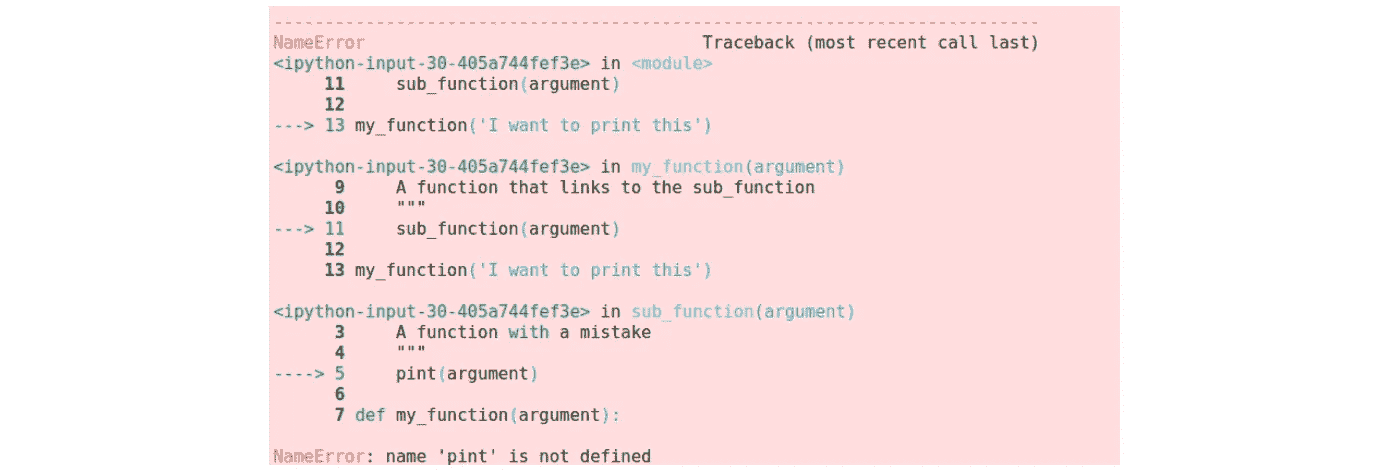 ---------------------------------------------------------------------------
NameError                                 Traceback (most recent call last)
<ipython-input-30-405a744fef3e> in <module>
     11     sub_function(argument)
     12
---> 13 my_function('I want to print this')

<ipython-input-30-405a744fef3e> in my_function(argument)
      9     A function that links to the sub_function
     10     """
---> 11     sub_function(argument)
     12
     13 my_function('I want to print this')

<ipython-input-30-405a744fef3e> in sub_function(argument)
      3     A function with a mistake
      4     """
----> 5     pint(argument)
      6
      7 def my_function(argument):

NameError: name 'pint' is not defined